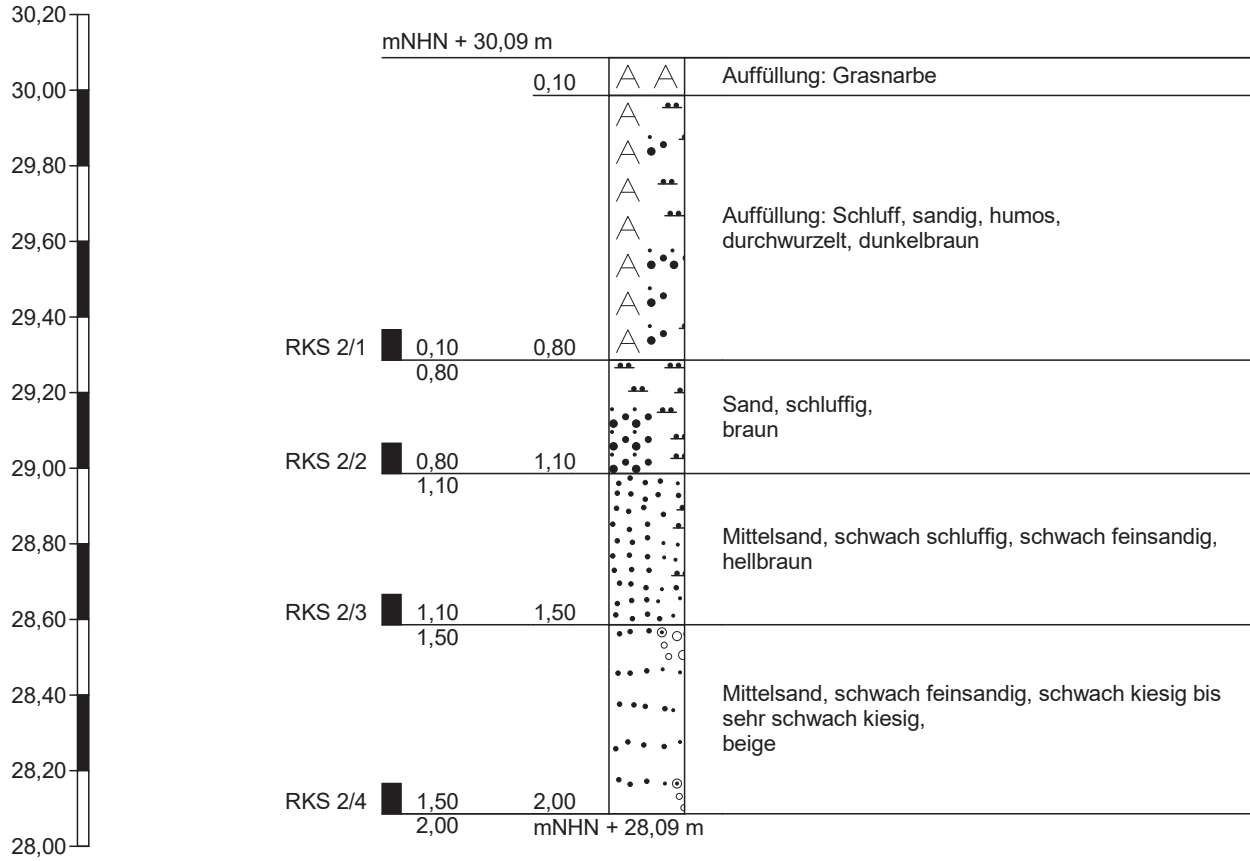 30,20
mNHN + 30,09 m
0,10
Auffüllung: Grasnarbe
30,00
29,80
Auffüllung: Schluff, sandig, humos,
durchwurzelt, dunkelbraun
29,60
29,40
RKS 2/1
0,10
0,80
0,80
29,20
Sand, schluffig,
braun
RKS 2/2
0,80
1,10
1,10
29,00
28,80
Mittelsand, schwach schluffig, schwach feinsandig,
hellbraun
RKS 2/3
1,10
1,50
1,50
28,60
28,40
Mittelsand, schwach feinsandig, schwach kiesig bis
sehr schwach kiesig,
beige
28,20
RKS 2/4
1,50
2,00
2,00
mNHN + 28,09 m
28,00